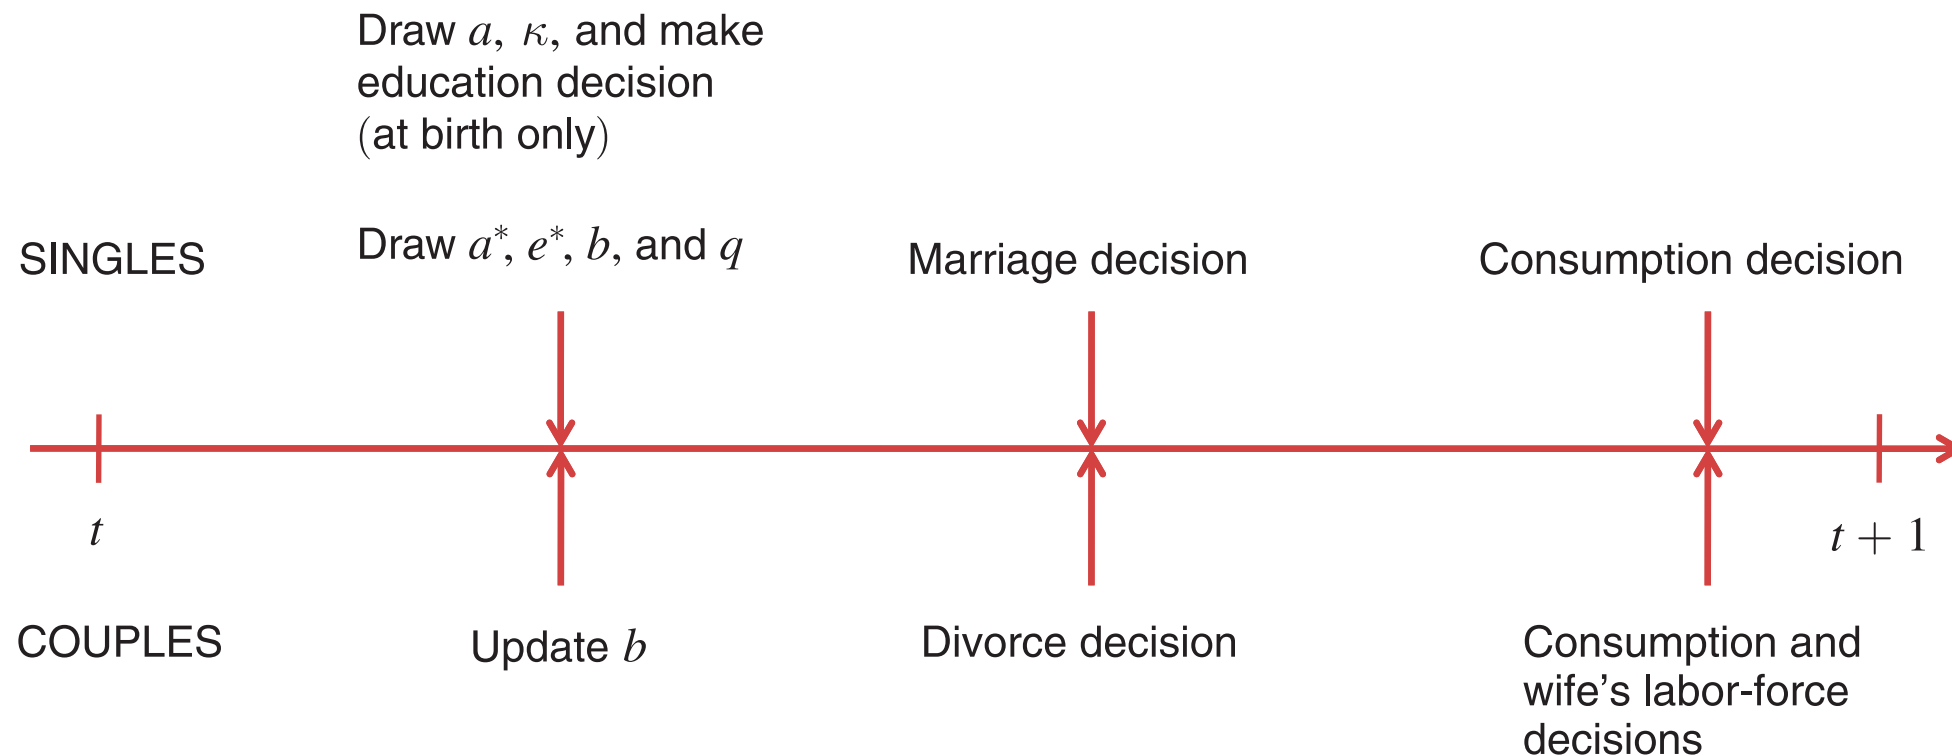 Draw a, κ, and make
education decision
(at birth only)
SINGLES
Draw a*, e*, b, and q
Marriage decision
Consumption decision
t
t + 1
COUPLES
Update b
Divorce decision
Consumption and
wife's labor-force
decisions